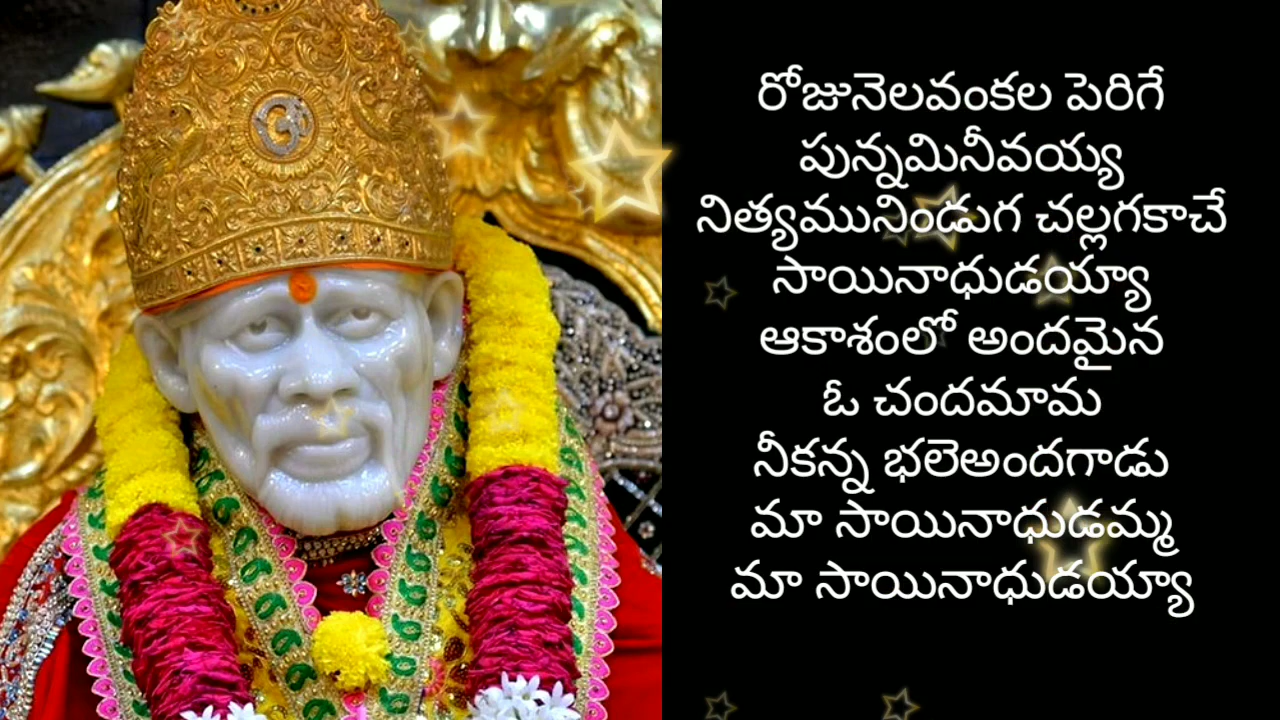 రోజునెలవంకల పెరిగే
పున్నమినీవయ్య
నిత్యమునిండుగ చల్లగకాచే
సాయినాధుడయ్యా
ఆకాశంలో అందమైన
ఓ చందమామ
నీకన్న భలెఅందగాడు
మా సాయినాధుడమ్మ
మా సాయినాధుడయ్యా